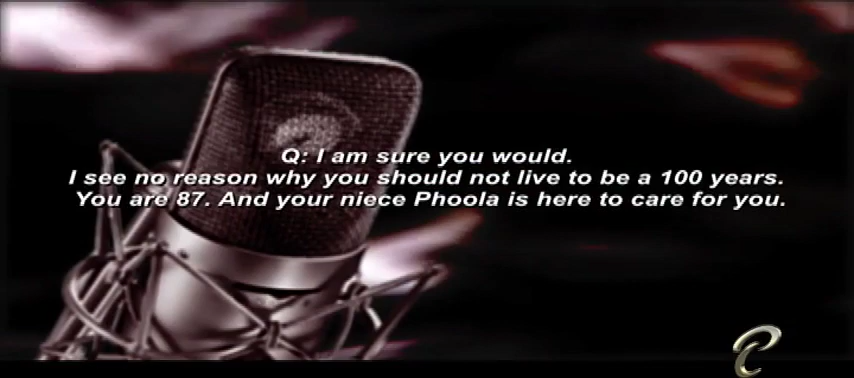 Q: I am sure you would.
I see no reason why you should not live to be a 100 years.
You are 87. And your niece Phoola is here to care for you.